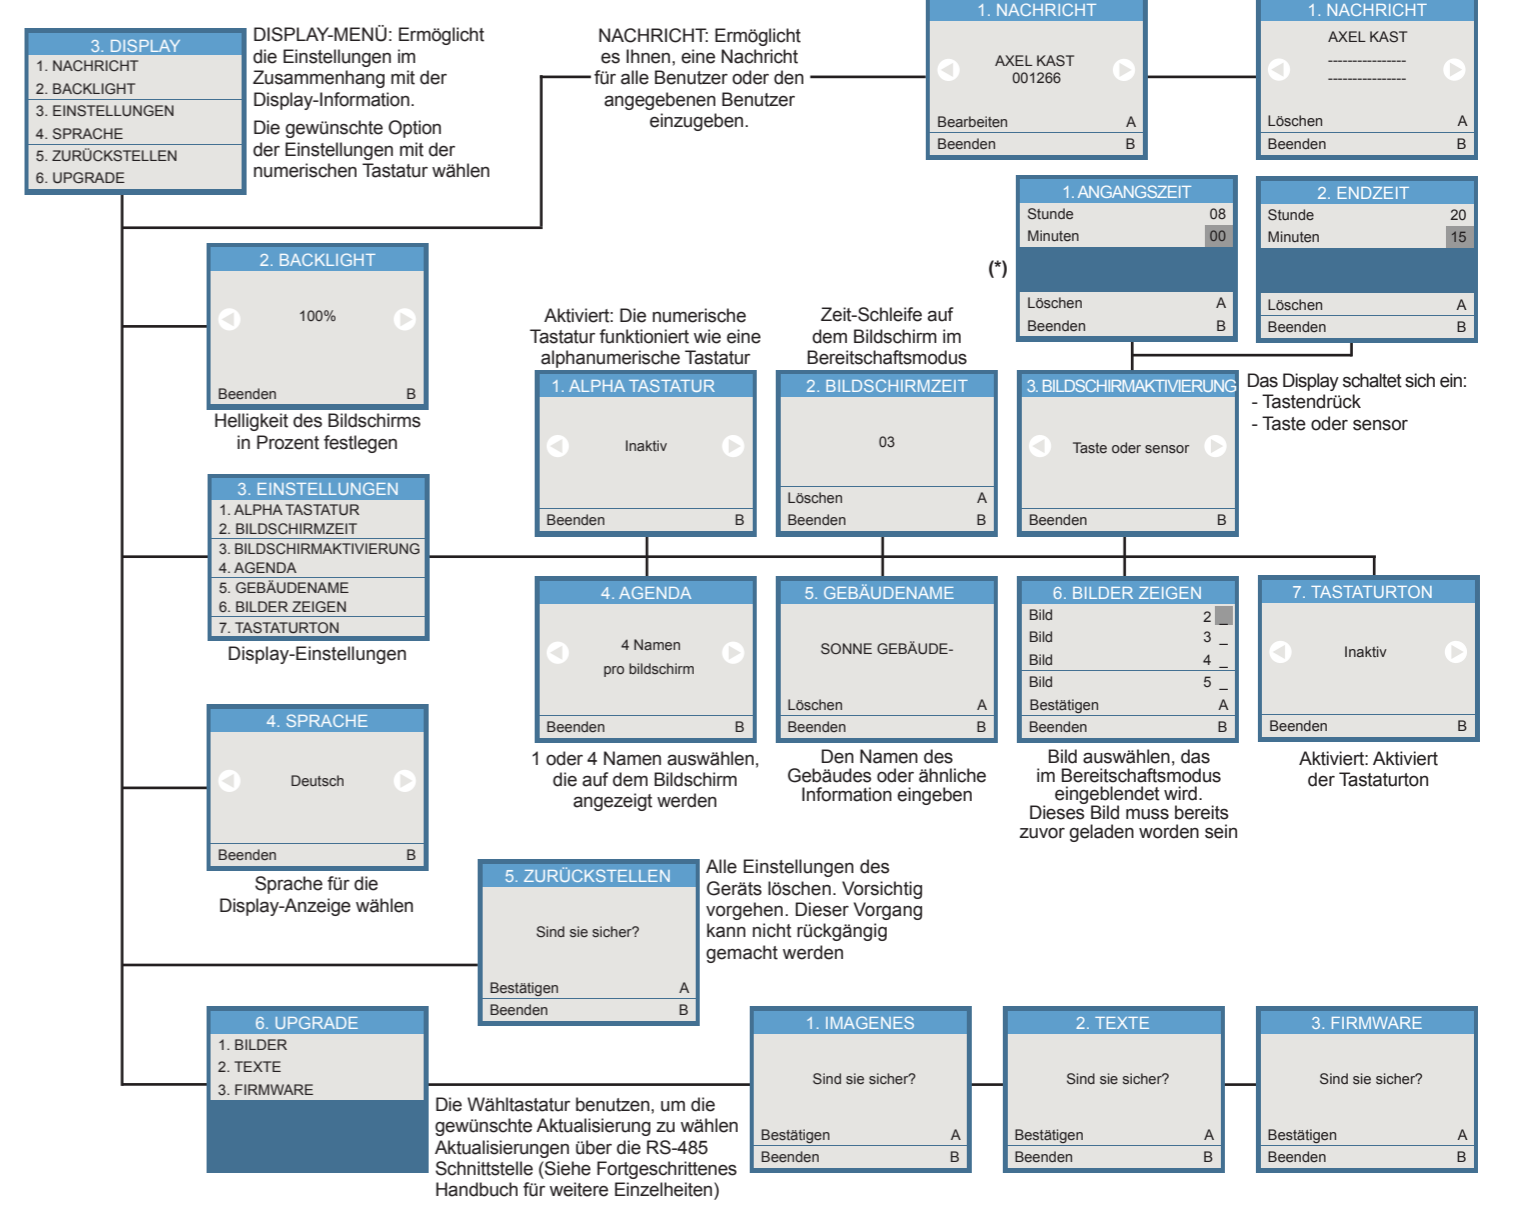 3. DISPLAY
1. NACHRICHT
2. BACKLIGHT
3. EINSTELLUNGEN
4. SPRACHE
5. ZURÜCKSTELLEN
6. UPGRADE
DISPLAY-MENÜ: Ermöglicht
die Einstellungen im
Zusammenhang mit der
Display-Information.
Die gewünschte Option
der Einstellungen mit der
numerischen Tastatur wählen
NACHRICHT: Ermöglicht
es Ihnen, eine Nachricht
für alle Benutzer oder den
angegebenen Benutzer
einzugeben.
1. NACHRICHT
AXEL KAST
001266
Bearbeiten A
Beenden B
1. NACHRICHT
AXEL KAST
----------------
----------------
Löschen A
Beenden B
1. ANGANGSZEIT
Stunde 08
Minuten 00
Löschen A
Beenden B
(*)
2. ENDZEIT
Stunde 20
Minuten 15
Löschen A
Beenden B
2. BACKLIGHT
100%
Beenden B
Helligkeit des Bildschirms
in Prozent festlegen
Aktiviert: Die numerische
Tastatur funktioniert wie eine
alphanumerische Tastatur
1. ALPHA TASTATUR
Inaktiv
Beenden B
Zeit-Schleife auf
dem Bildschirm im
Bereitschaftsmodus
2. BILDSCHIRMZEIT
03
Löschen A
Beenden B
3. BILDSCHIRMAKTIVIERUNG
Taste oder sensor
Beenden B
Das Display schaltet sich ein:
- Tastendrück
- Taste oder sensor
3. EINSTELLUNGEN
1. ALPHA TASTATUR
2. BILDSCHIRMZEIT
3. BILDSCHIRMAKTIVIERUNG
4. AGENDA
5. GEBÄUDENAME
6. BILDER ZEIGEN
7. TASTATURTON
Display-Einstellungen
4. AGENDA
4 Namen
pro bildschirm
Beenden B
1 oder 4 Namen auswählen,
die auf dem Bildschirm
angezeigt werden
5. GEBÄUDENAME
SONNE GEBÄUDE-
Löschen A
Beenden B
Den Namen des
Gebäudes oder ähnliche
Information eingeben
6. BILDER ZEIGEN
Bild 2 _
Bild 3 _
Bild 4 _
Bild 5 _
Bestätigen A
Beenden B
Bild auswählen, das
im Bereitschaftsmodus
eingeblendet wird.
Dieses Bild muss bereits
zuvor geladen worden sein
7. TASTATURTON
Inaktiv
Beenden B
Aktiviert: Aktiviert
der Tastaturton
4. SPRACHE
Deutsch
Beenden B
Sprache für die
Display-Anzeige wählen
5. ZURÜCKSTELLEN
Sind sie sicher?
Bestätigen A
Beenden B
Alle Einstellungen des
Geräts löschen. Vorsichtig
vorgehen. Dieser Vorgang
kann nicht rückgängig
gemacht werden
6. UPGRADE
1. BILDER
2. TEXTE
3. FIRMWARE
Die Wähltastatur benutzen, um die
gewünschte Aktualisierung zu wählen
Aktualisierungen über die RS-485
Schnittstelle (Siehe Fortgeschrittenes
Handbuch für weitere Einzelheiten)
1. IMAGENES
Sind sie sicher?
Bestätigen A
Beenden B
2. TEXTE
Sind sie sicher?
Bestätigen A
Beenden B
3. FIRMWARE
Sind sie sicher?
Bestätigen A
Beenden B